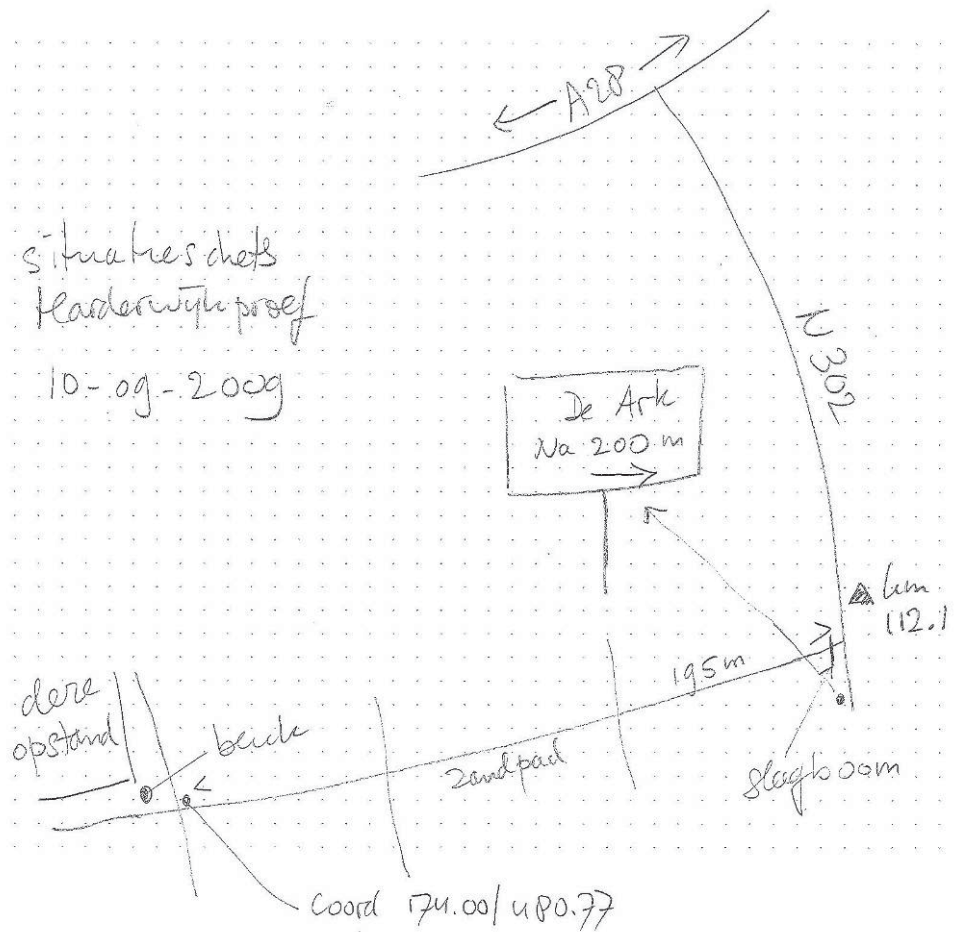 ← A28 →
situatieschets
Harderwijk proef
10-09-2009
N302
De Ark
Na 200 m
→
km
112.1
195m
deze
opstand
beuk
zandpad
slagboom
Coord 174.00/480.77